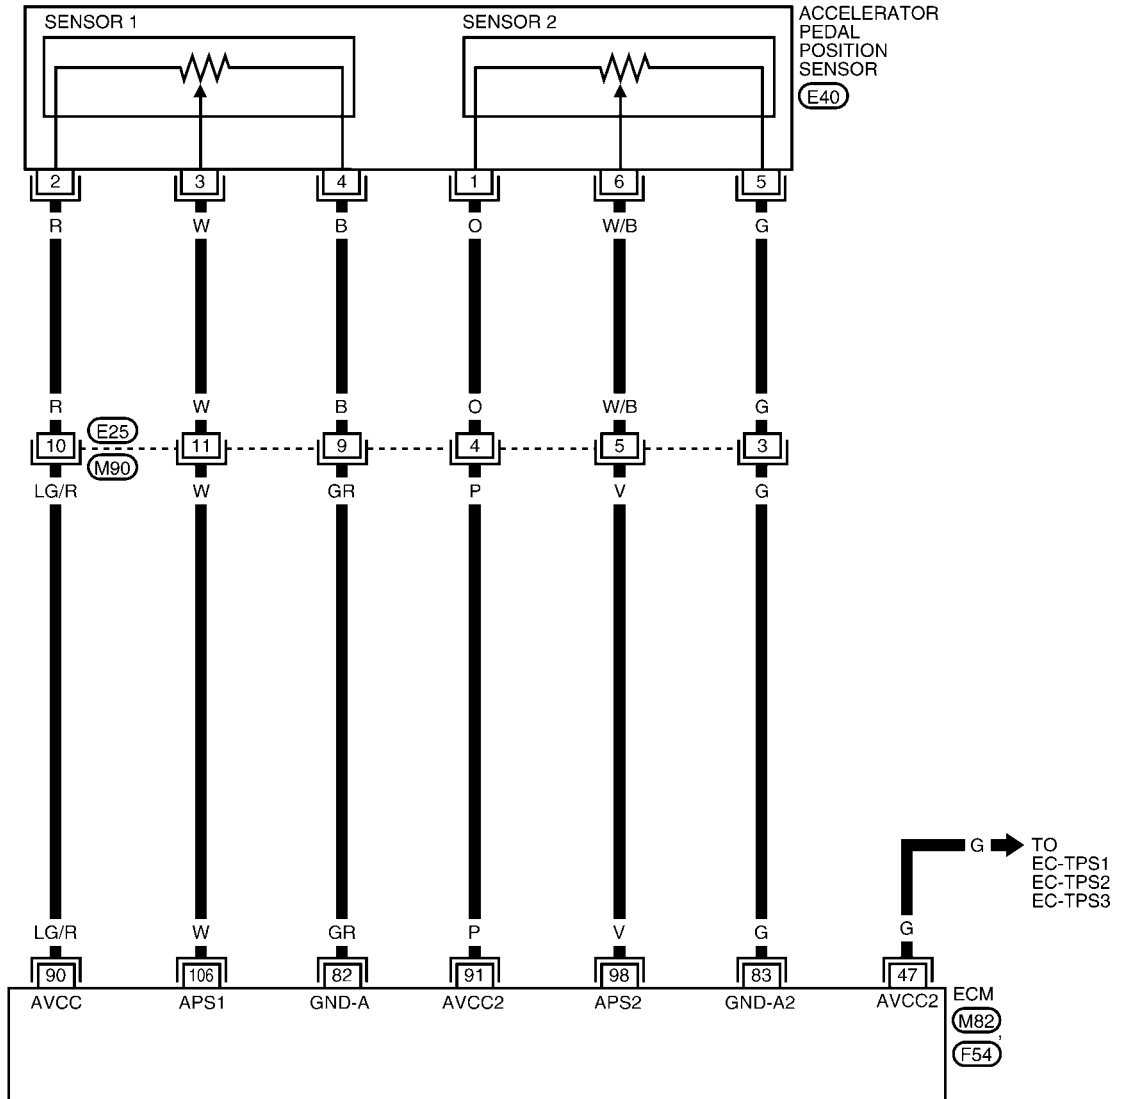 SENSOR 1
SENSOR 2
ACCELERATOR
PEDAL
POSITION
SENSOR
E40
2 3 4 1 6 5
R W B O W/B G
R W B O W/B G
E25
10 11 9 4 5 3
M90
LG/R W GR P V G
G
TO
EC-TPS1
EC-TPS2
EC-TPS3
LG/R W GR P V G G
90 106 82 91 98 83 47
AVCC APS1 GND-A AVCC2 APS2 GND-A2 AVCC2
ECM
M82
,
F54